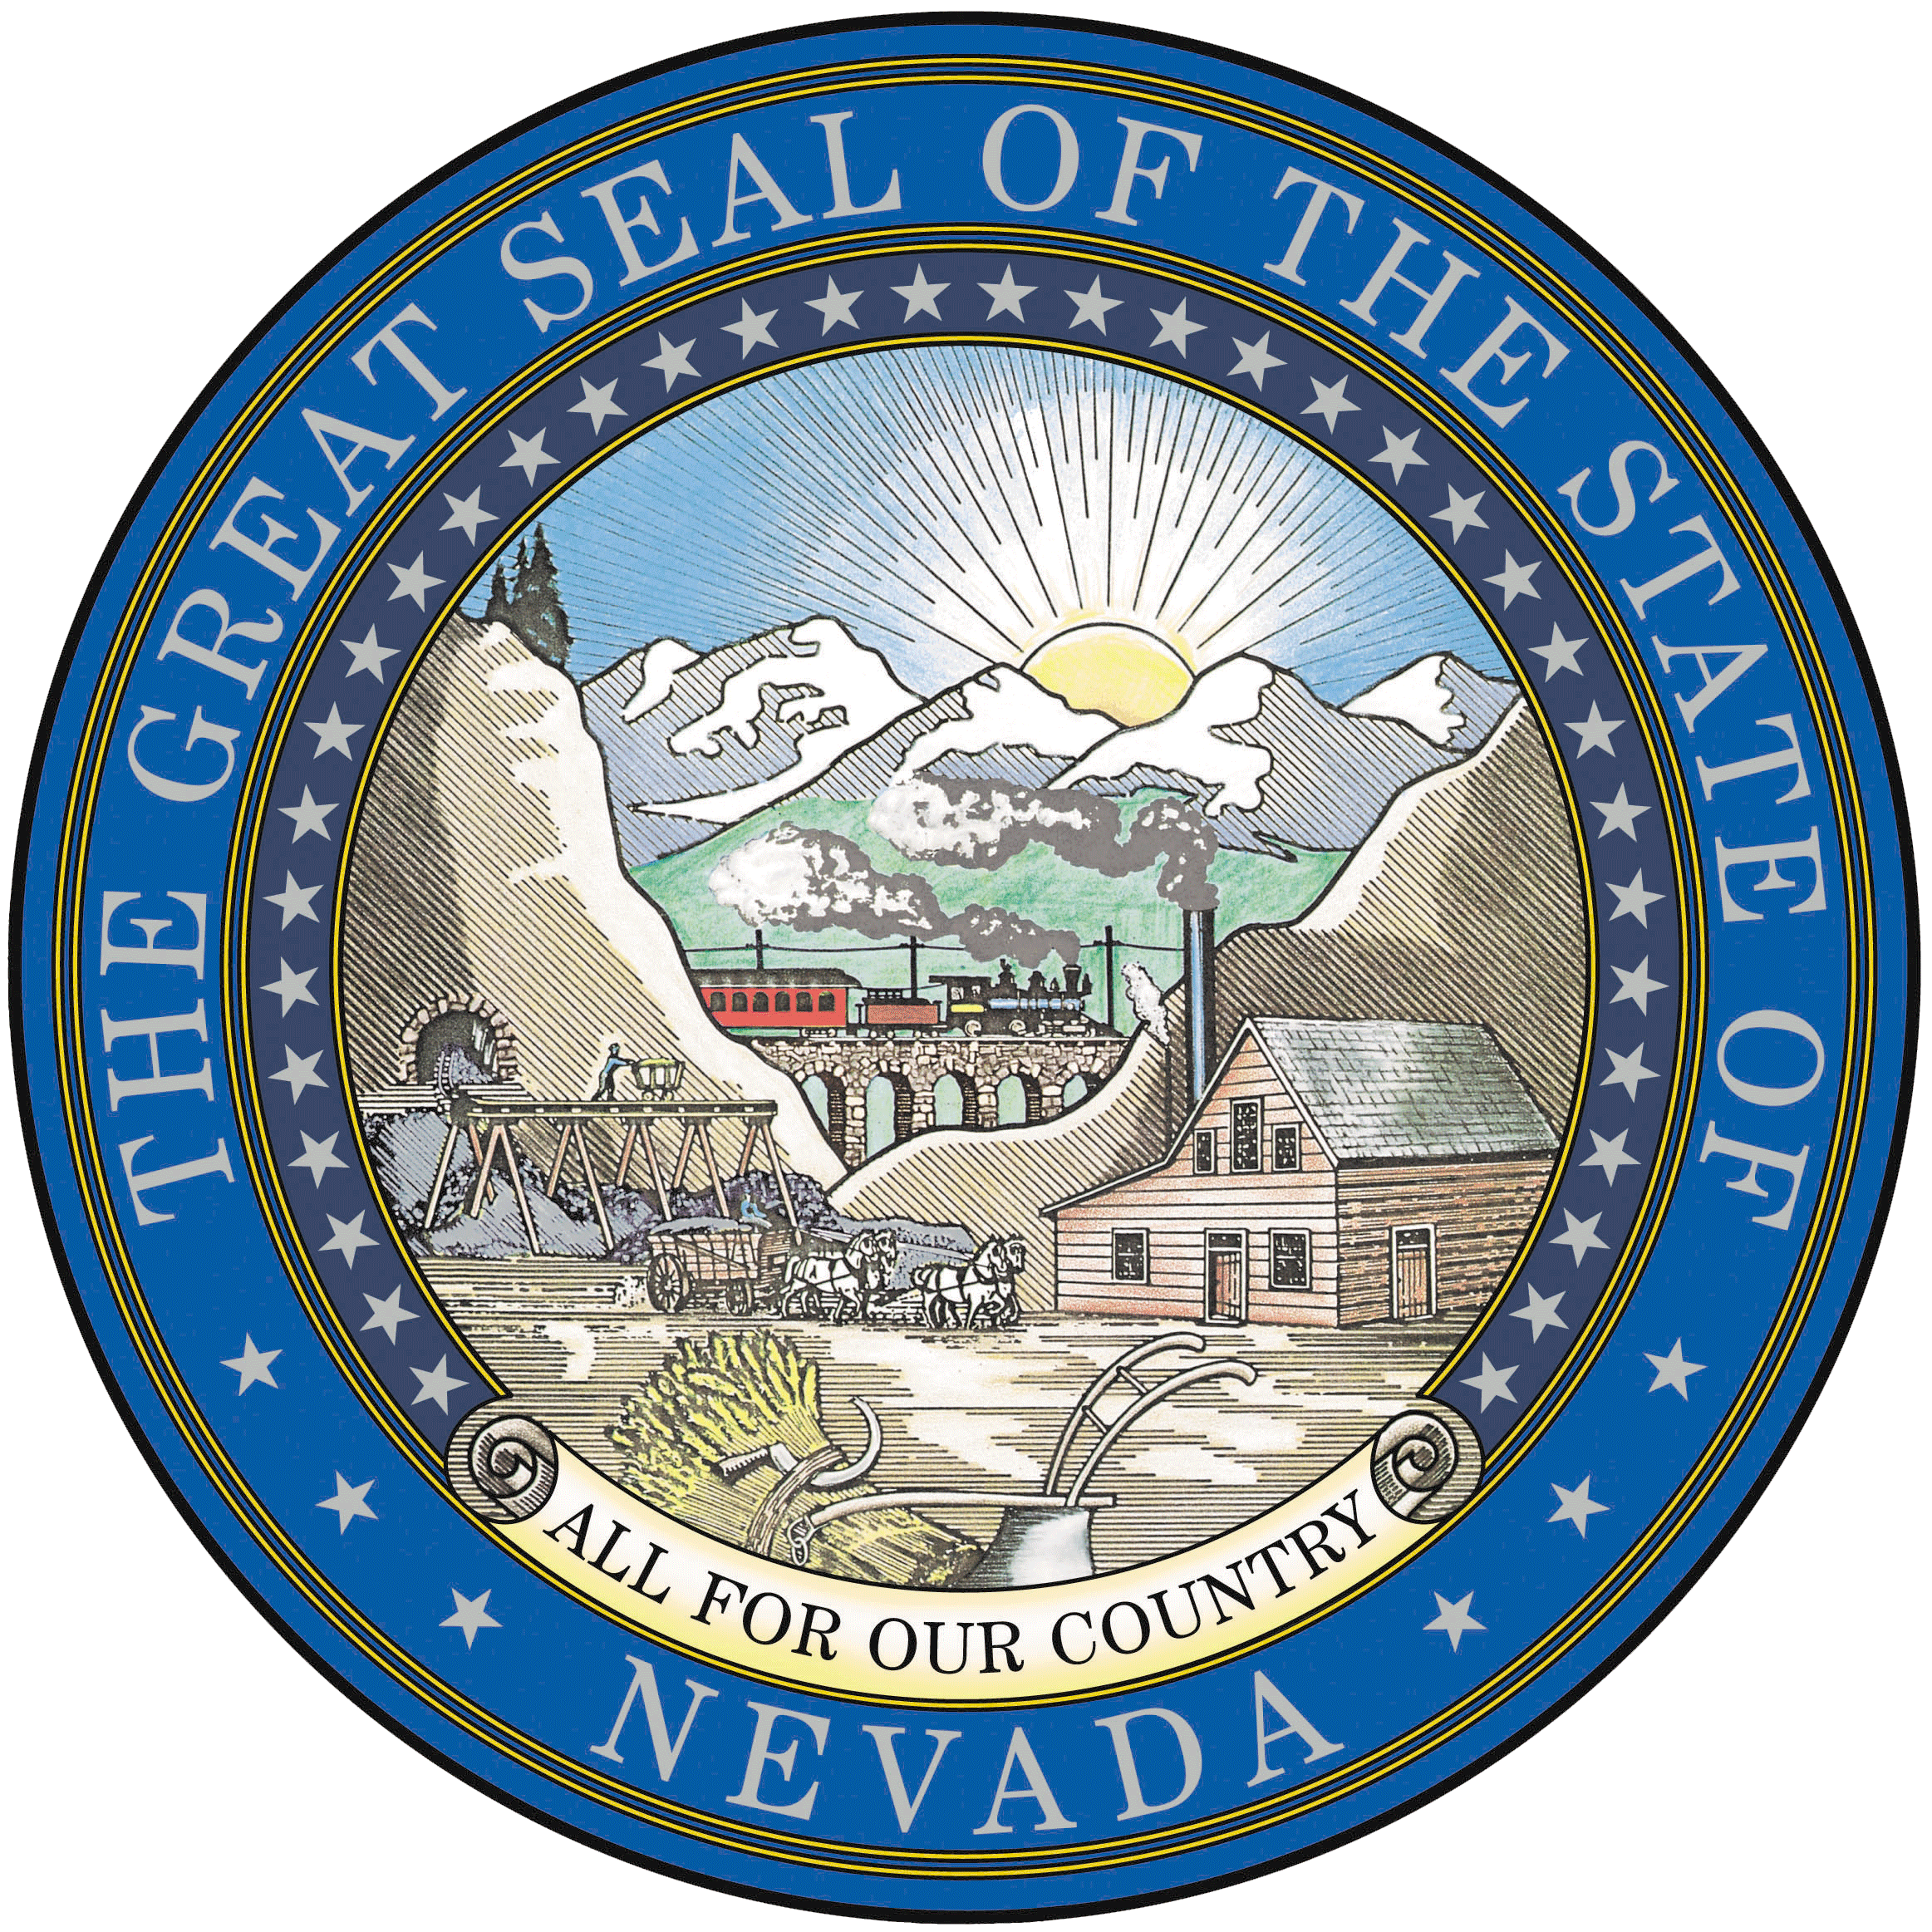 THE GREAT SEAL OF THE STATE OF
NEVADA
ALL FOR OUR COUNTRY